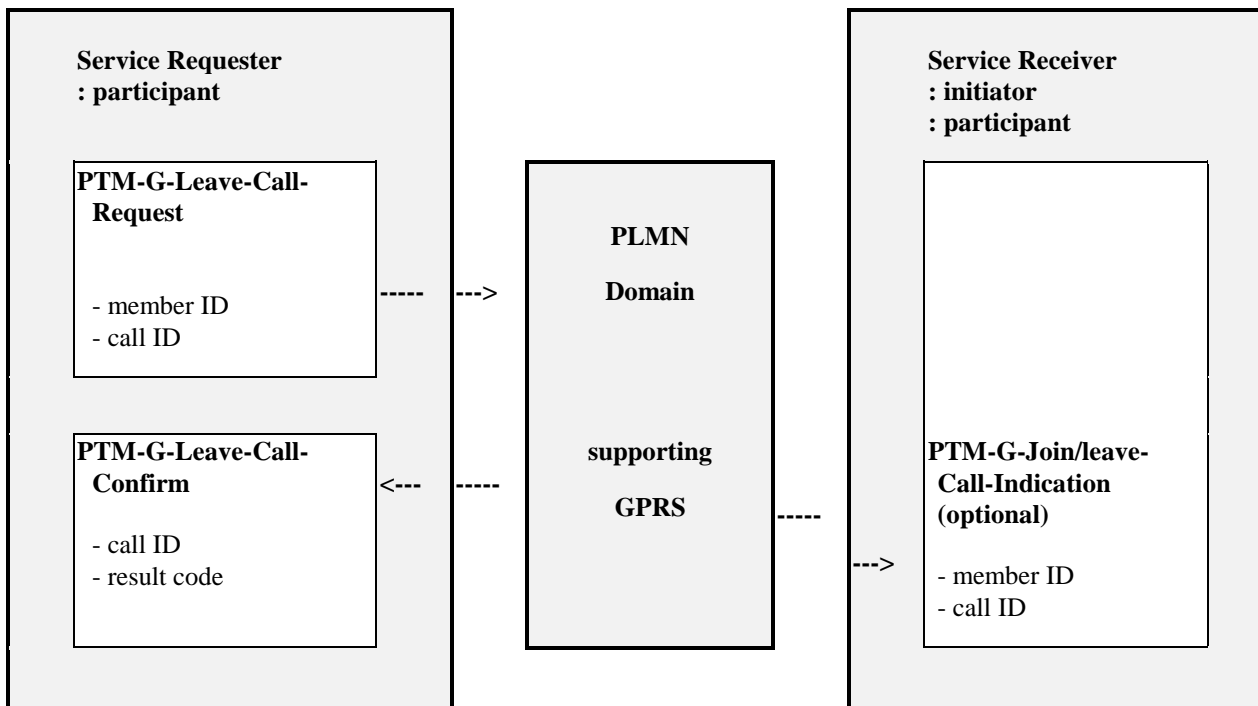 Service Requester
: participant
PTM-G-Leave-Call-
Request
- member ID
- call ID
----- --->
PTM-G-Leave-Call-
Confirm
<--- -----
- call ID
- result code
PLMN
Domain
supporting
GPRS
-----
--->
Service Receiver
: initiator
: participant
PTM-G-Join/leave-
Call-Indication
(optional)
- member ID
- call ID